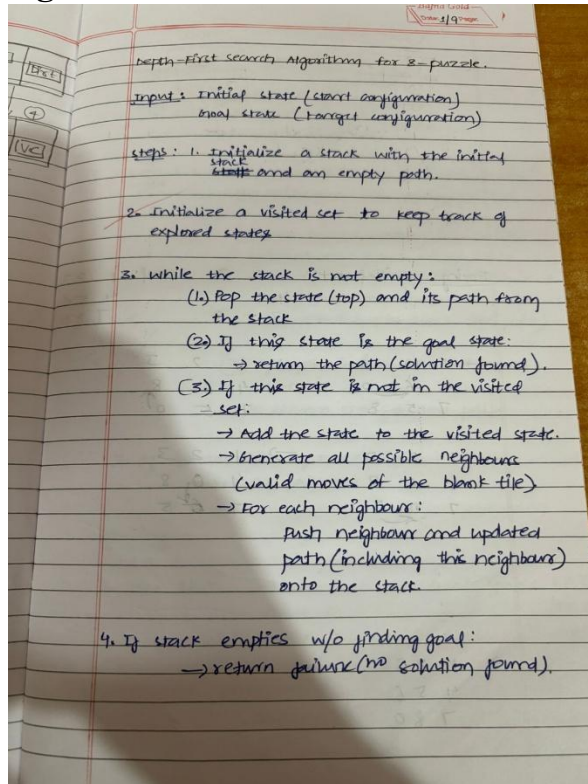 Date 1/9 Page
Depth-First search Algorithm for 8-puzzle.
Input: Initial state (start configuration)
Goal state (target configuration)
steps: 1. Initialize a stack with the initial
stack and an empty path.
2. Initialize a visited set to keep track of
explored states
3. while the stack is not empty:
(1.) Pop the state (top) and its path from
the stack
(2.) If this state is the goal state:
→ return the path (solution found).
(3.) If this state is not in the visited
set:
→ Add the state to the visited state.
→ Generate all possible neighbours
(valid moves of the blank tile)
→ For each neighbour:
Push neighbour and updated
path (including this neighbour)
onto the stack.
4. If stack empties w/o finding goal:
→ return failure (no solution found).